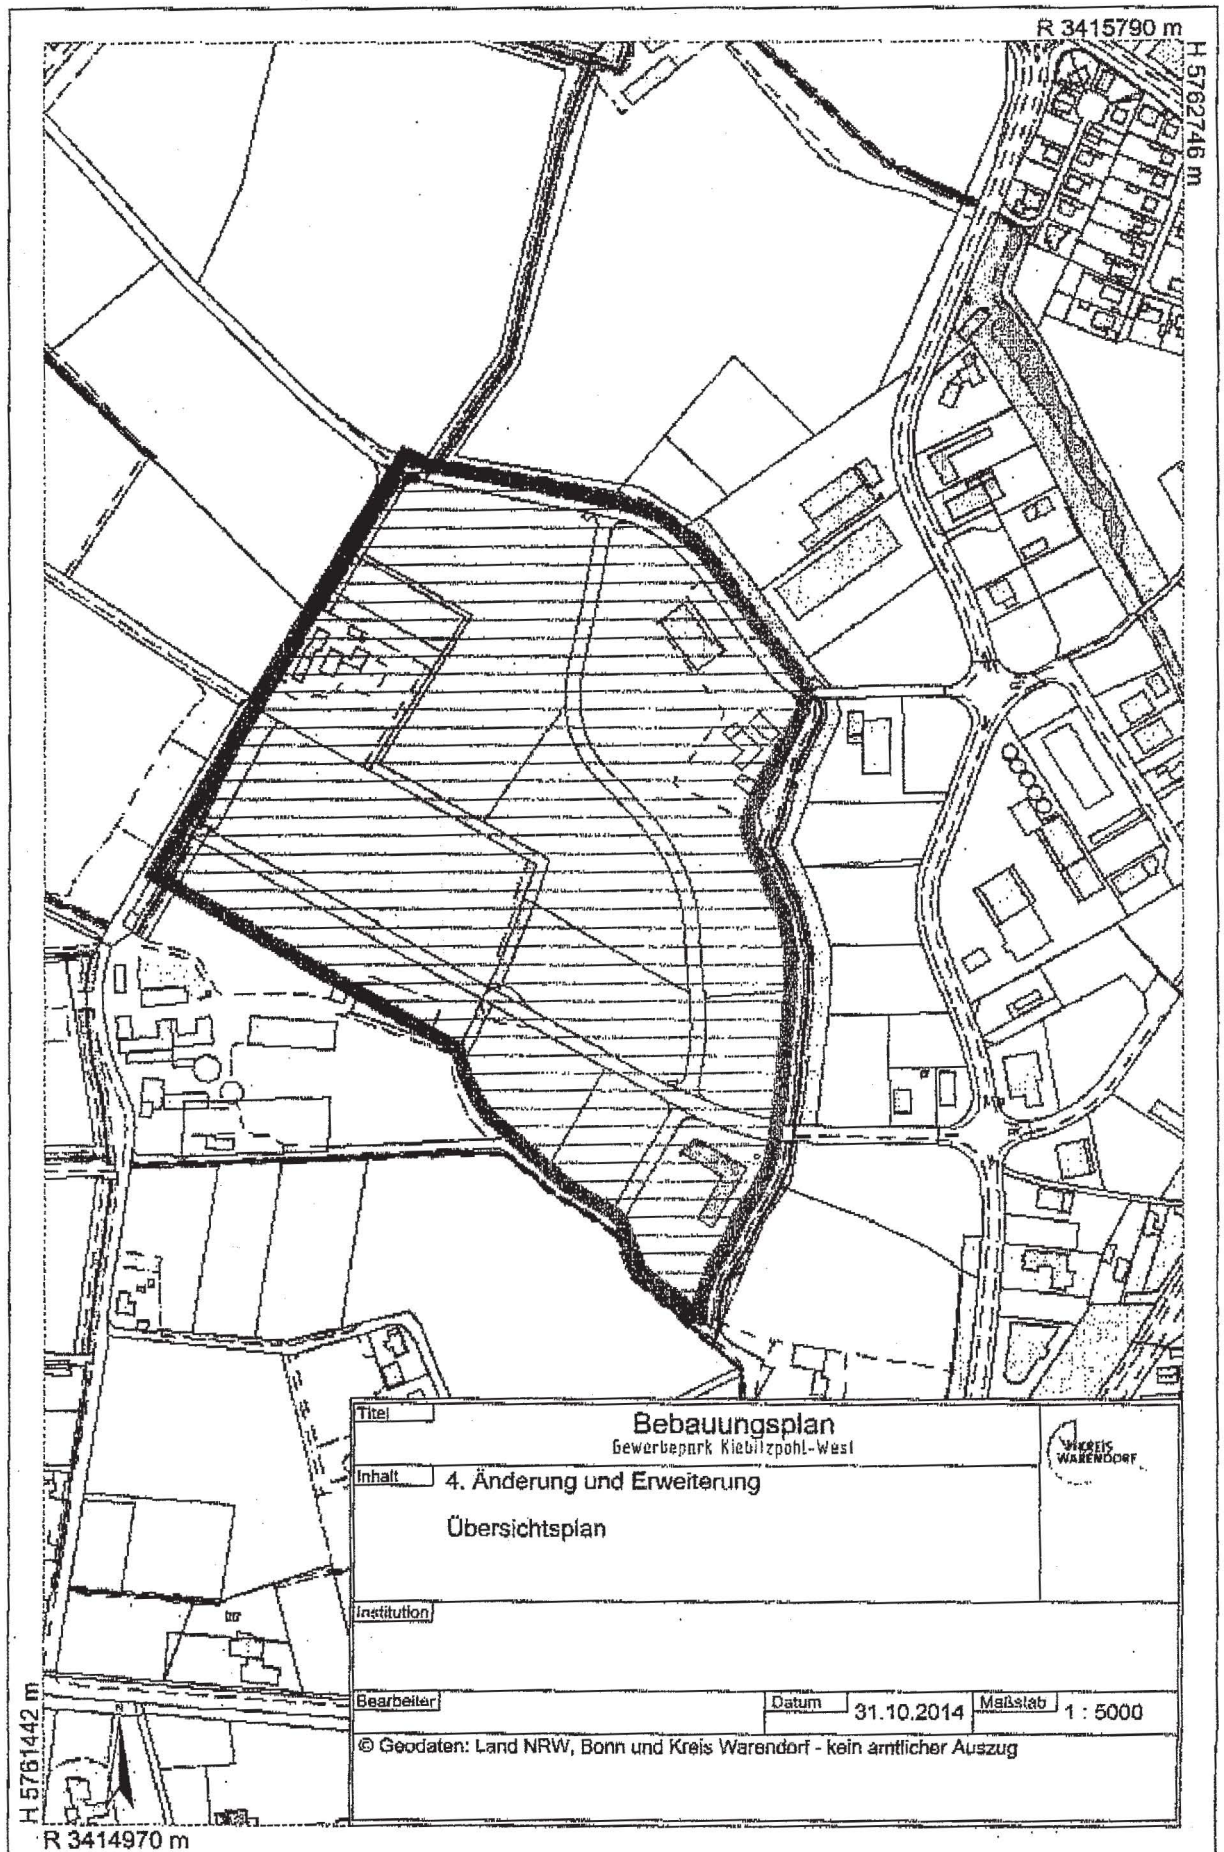 R 3415790 m
H 5762746 m
Titel
Bebauungsplan
Gewerbepark Kiebitzpohl-West
KREIS
WARENDORF
Inhalt
4. Änderung und Erweiterung
Übersichtsplan
Institution
Bearbeiter
Datum
31.10.2014
Maßstab
1 : 5000
© Geodaten: Land NRW, Bonn und Kreis Warendorf - kein amtlicher Auszug
H 5761442 m
N
R 3414970 m